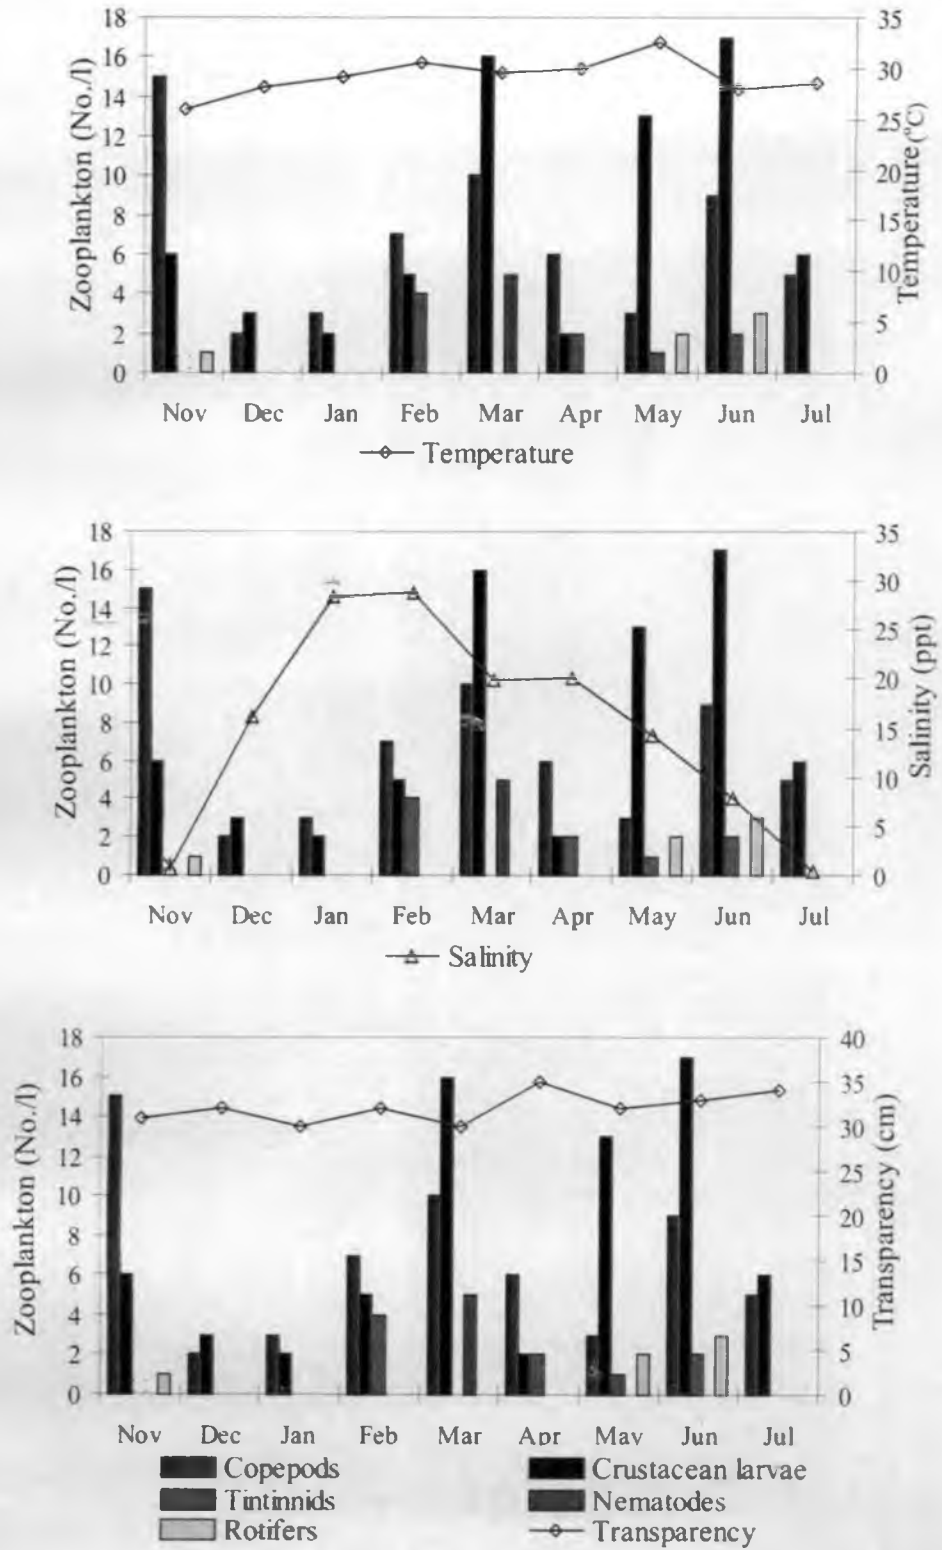 18 35
16 30
14 25
12 20
10 15
8 10
6 5
4 0
2
0
Zooplankton (No./l)
Temperature (°C)
Nov Dec Jan Feb Mar Apr May Jun Jul
Temperature
18 35
16 30
14 25
12 20
10 15
8 10
6 5
4 0
2
0
Zooplankton (No./l)
Salinity (ppt)
Nov Dec Jan Feb Mar Apr May Jun Jul
Salinity
18 40
16 35
14 30
12 25
10 20
8 15
6 10
4 5
2 0
0
Zooplankton (No./l)
Transparency (cm)
Nov Dec Jan Feb Mar Apr May Jun Jul
Copepods Crustacean larvae
Tintinnids Nematodes
Rotifers Transparency